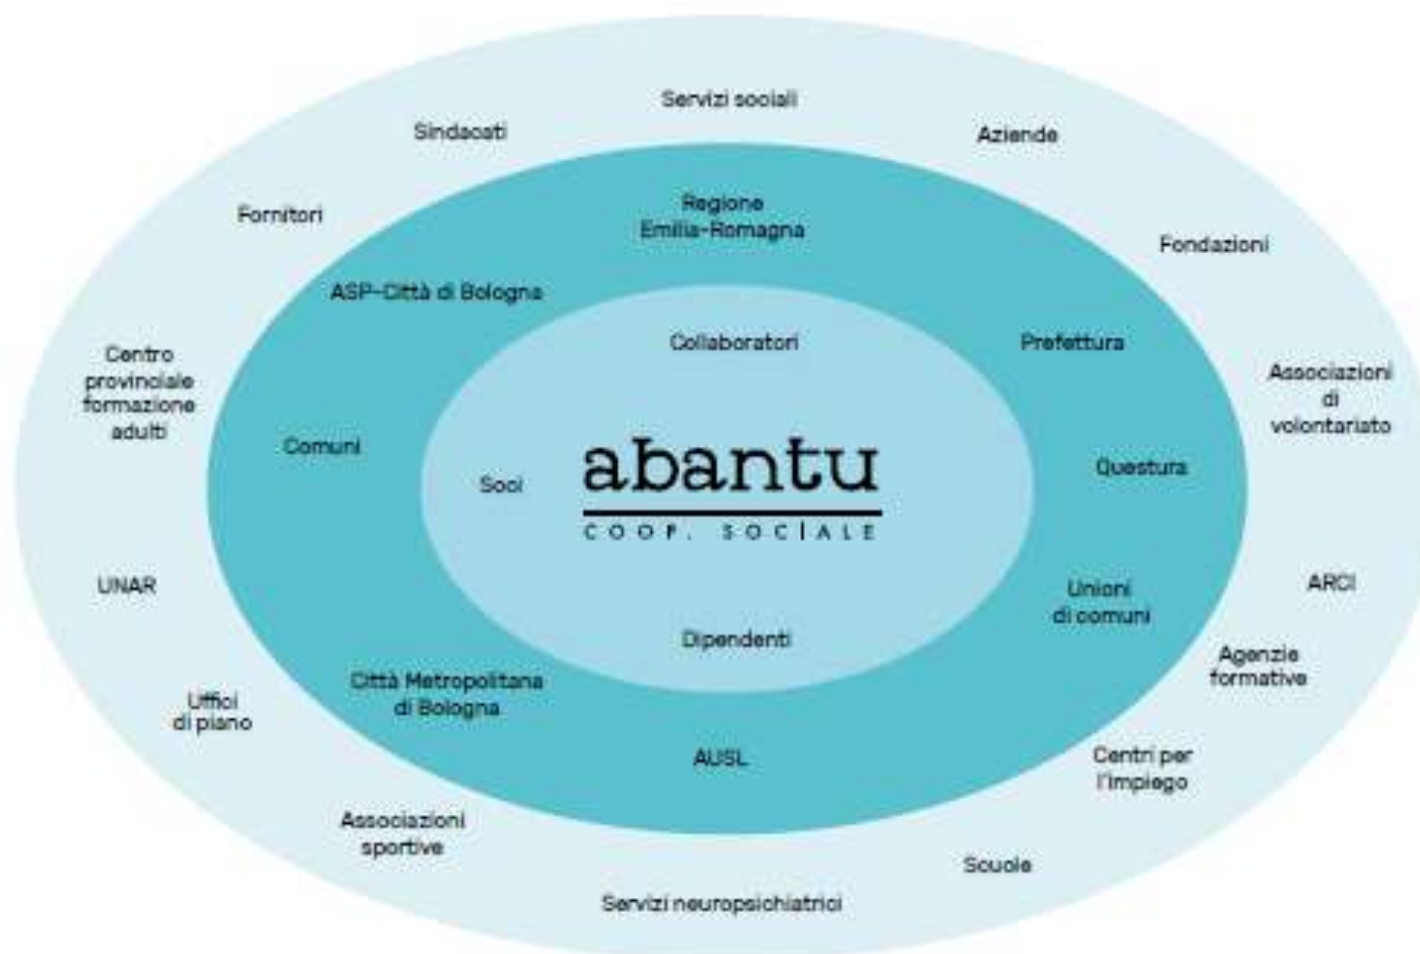 Servizi sociali
Sindacati
Aziende
Fornitori
Regione
Emilia-Romagna
Fondazioni
ASP-Città di Bologna
Collaboratori
Prefettura
Centro
provinciale
formazione
adulti
Associazioni
di
volontariato
Comuni
Soci
abantu
COOP. SOCIALE
Questura
UNAR
Unioni
di comuni
ARCI
Dipendenti
Agenzie
formative
Città Metropolitana
di Bologna
Uffici
di piano
AUSL
Centri per
l'Impiego
Associazioni
sportive
Scuole
Servizi neuropsichiatrici